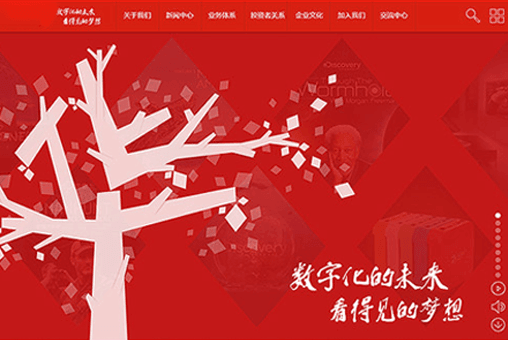 数字化的未来
看得见的梦想
关于我们 新闻中心 业务体系 投资者关系 企业文化 加入我们 交流中心
Discovery
Through The
Wormhole
Morgan Freeman
数字化的未来
看得见的梦想